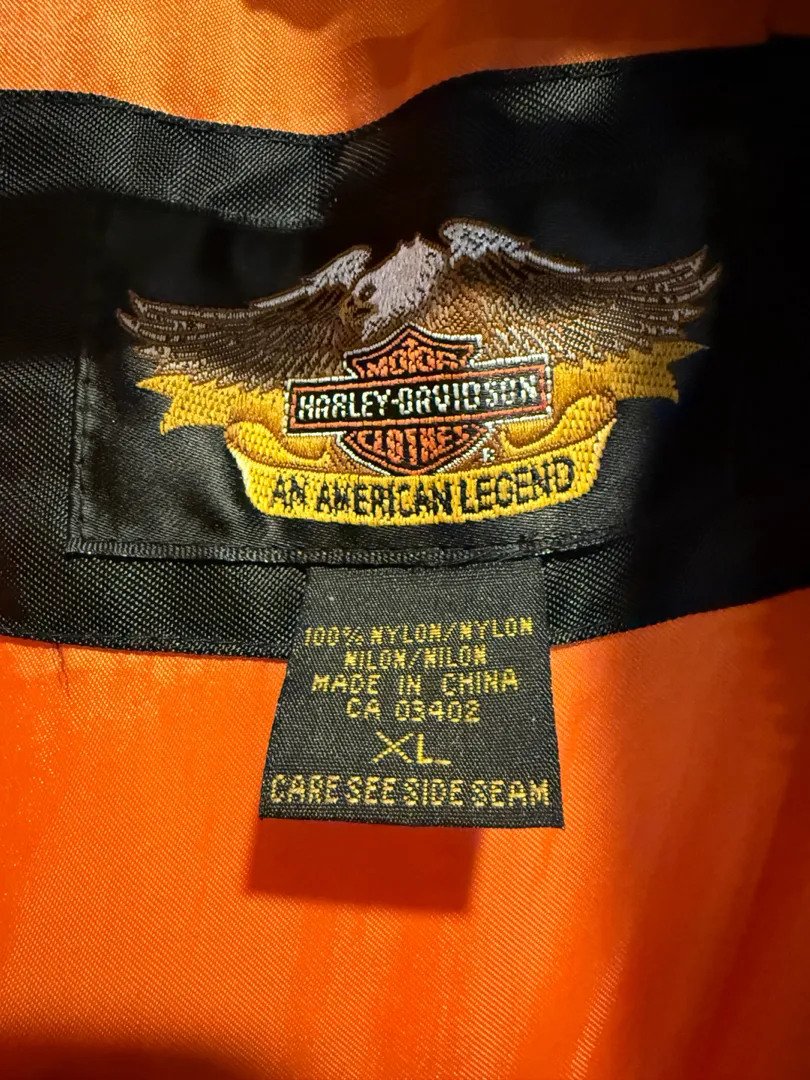 MOTOR
HARLEY-DAVIDSON
CLOTHES
®
AN AMERICAN LEGEND
100% NYLON/NYLON
NILON/NILON
MADE IN CHINA
CA 03402
XL
CARE SEE SIDE SEAM